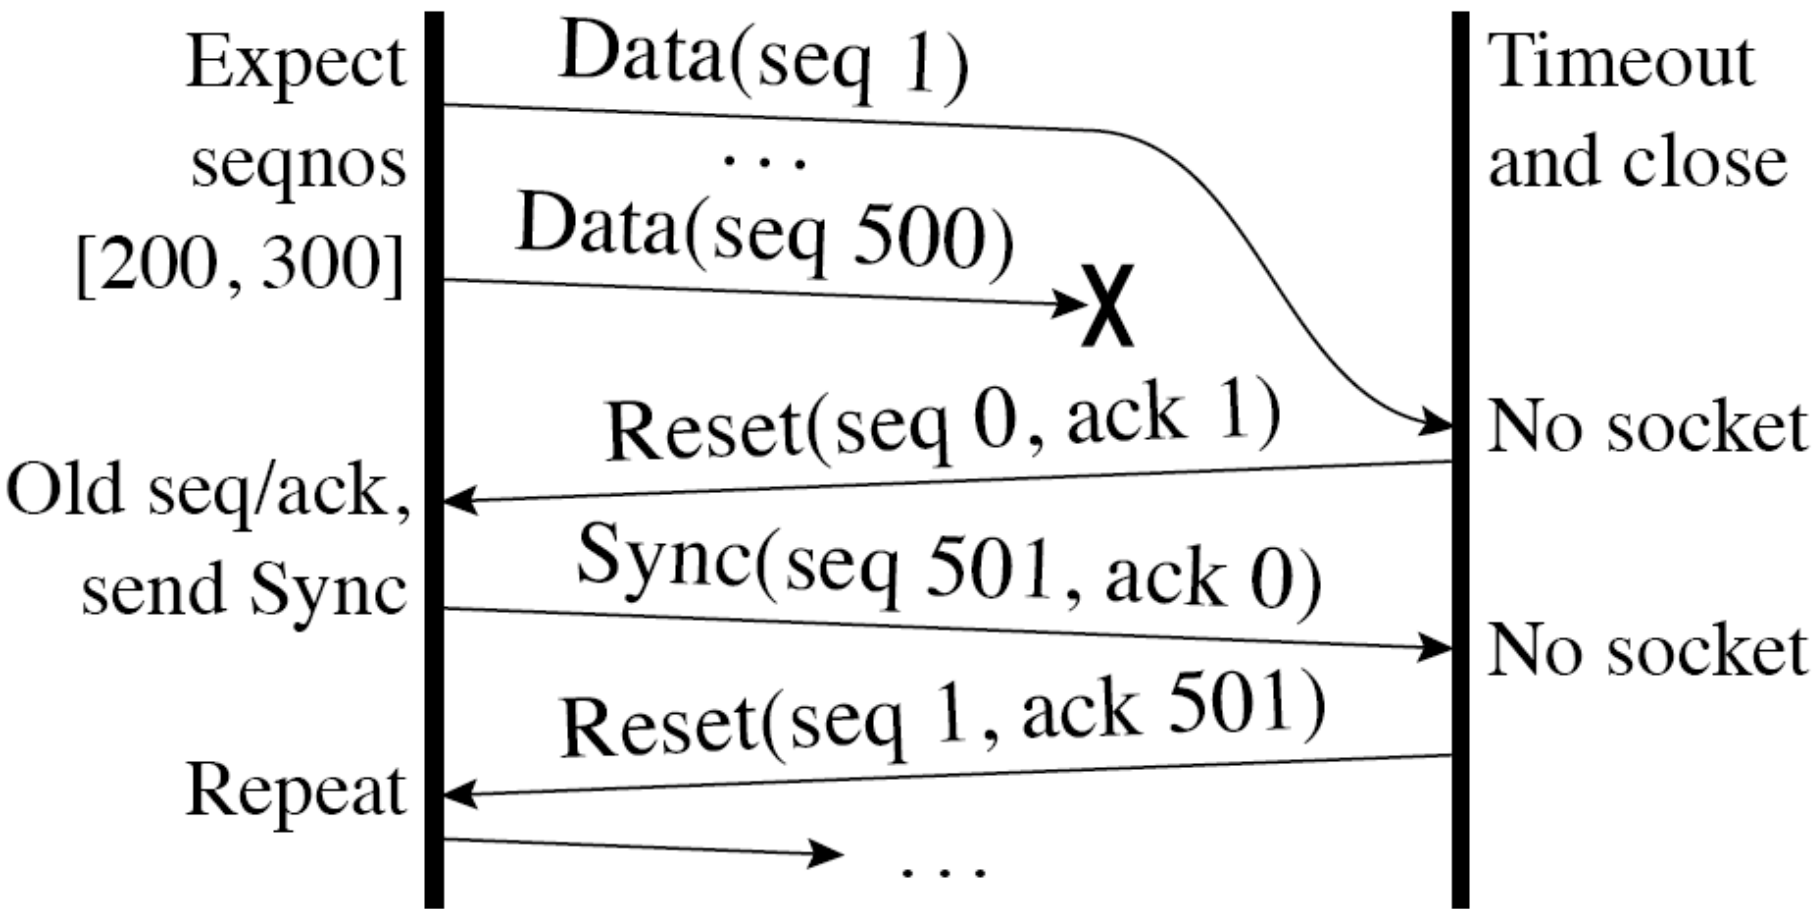 Expect
seqnos
[200, 300]
Data(seq 1)
Timeout
and close
...
Data(seq 500)
X
Reset(seq 0, ack 1)
No socket
Old seq/ack,
send Sync
Sync(seq 501, ack 0)
No socket
Reset(seq 1, ack 501)
Repeat
...